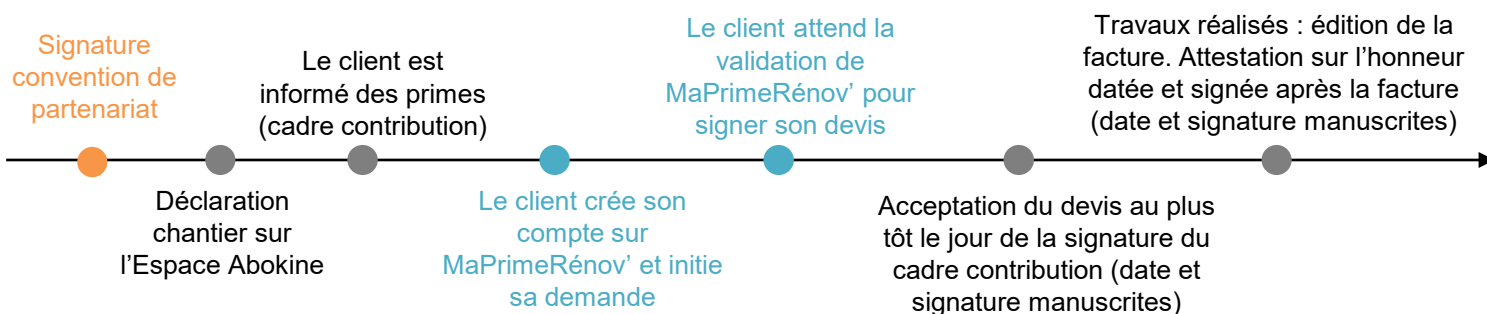 Signature
convention de
partenariat
Déclaration
chantier sur
l’Espace Abokine
Le client est
informé des primes
(cadre contribution)
Le client crée son
compte sur
MaPrimeRénov’ et initie
sa demande
Le client attend la
validation de
MaPrimeRénov’ pour
signer son devis
Acceptation du devis au plus
tôt le jour de la signature du
cadre contribution (date et
signature manuscrites)
Travaux réalisés : édition de la
facture. Attestation sur l’honneur
datée et signée après la facture
(date et signature manuscrites)